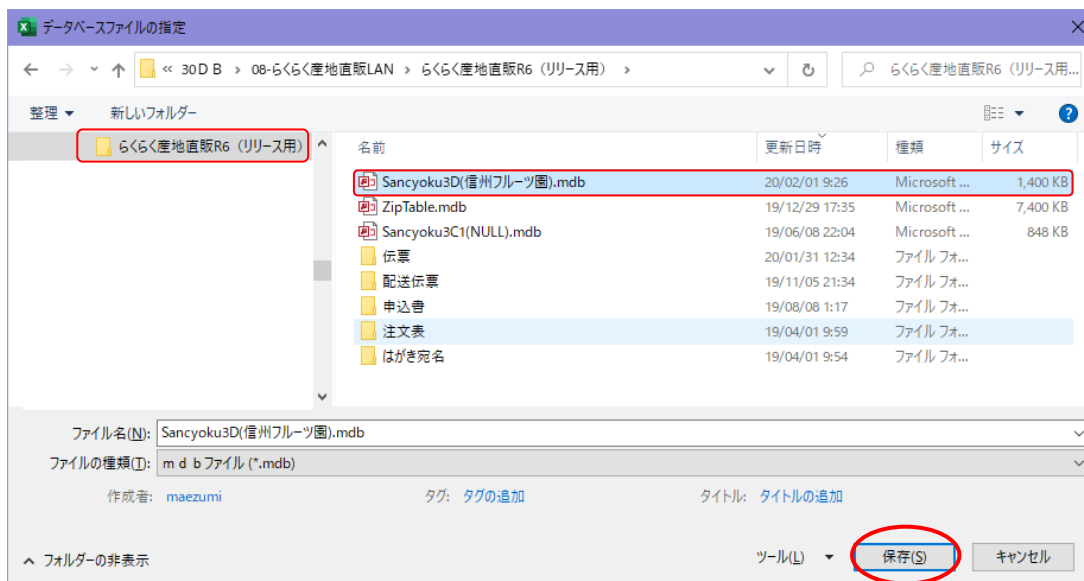 データベースファイルの指定
« 30D B › 08-らくらく産地直販LAN › らくらく産地直販R6（リリース用） ›
らくらく産地直販R6（リリース用...
整理 新しいフォルダー
らくらく産地直販R6（リリース用）
名前 更新日時 種類 サイズ
Sancyoku3D(信州フルーツ園).mdb 20/02/01 9:26 Microsoft ... 1,400 KB
ZipTable.mdb 19/12/29 17:35 Microsoft ... 7,400 KB
Sancyoku3C1(NULL).mdb 19/06/08 22:04 Microsoft ... 848 KB
伝票 20/01/31 12:34 ファイル フォ...
配送伝票 19/11/05 21:34 ファイル フォ...
申込書 19/08/08 1:17 ファイル フォ...
注文表 19/04/01 9:59 ファイル フォ...
はがき宛名 19/04/01 9:54 ファイル フォ...
ファイル名(N): Sancyoku3D(信州フルーツ園).mdb
ファイルの種類(T): ｍｄｂファイル (*.mdb)
作成者: maezumi タグ: タグの追加 タイトル: タイトルの追加
フォルダーの非表示 ツール(L) 保存(S) キャンセル